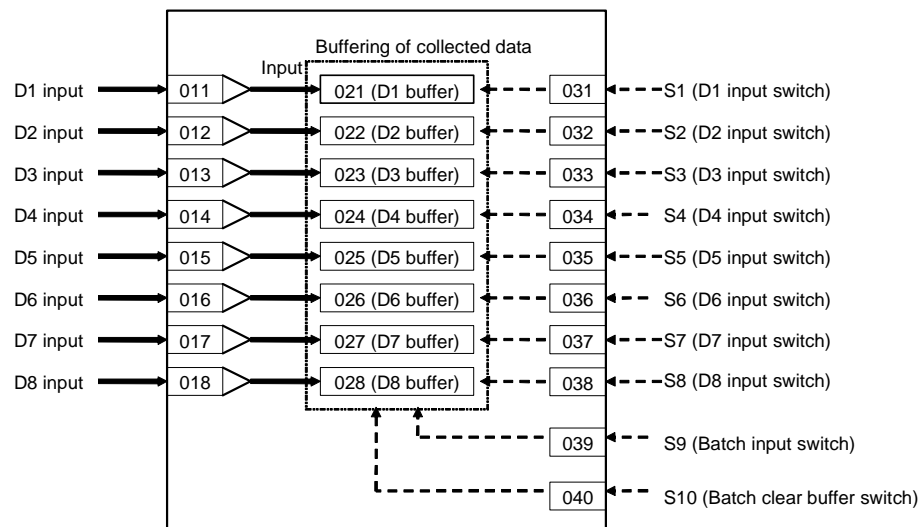 Buffering of collected data
Input
D1 input 011 021 (D1 buffer) 031 S1 (D1 input switch)
D2 input 012 022 (D2 buffer) 032 S2 (D2 input switch)
D3 input 013 023 (D3 buffer) 033 S3 (D3 input switch)
D4 input 014 024 (D4 buffer) 034 S4 (D4 input switch)
D5 input 015 025 (D5 buffer) 035 S5 (D5 input switch)
D6 input 016 026 (D6 buffer) 036 S6 (D6 input switch)
D7 input 017 027 (D7 buffer) 037 S7 (D7 input switch)
D8 input 018 028 (D8 buffer) 038 S8 (D8 input switch)
039 S9 (Batch input switch)
040 S10 (Batch clear buffer switch)